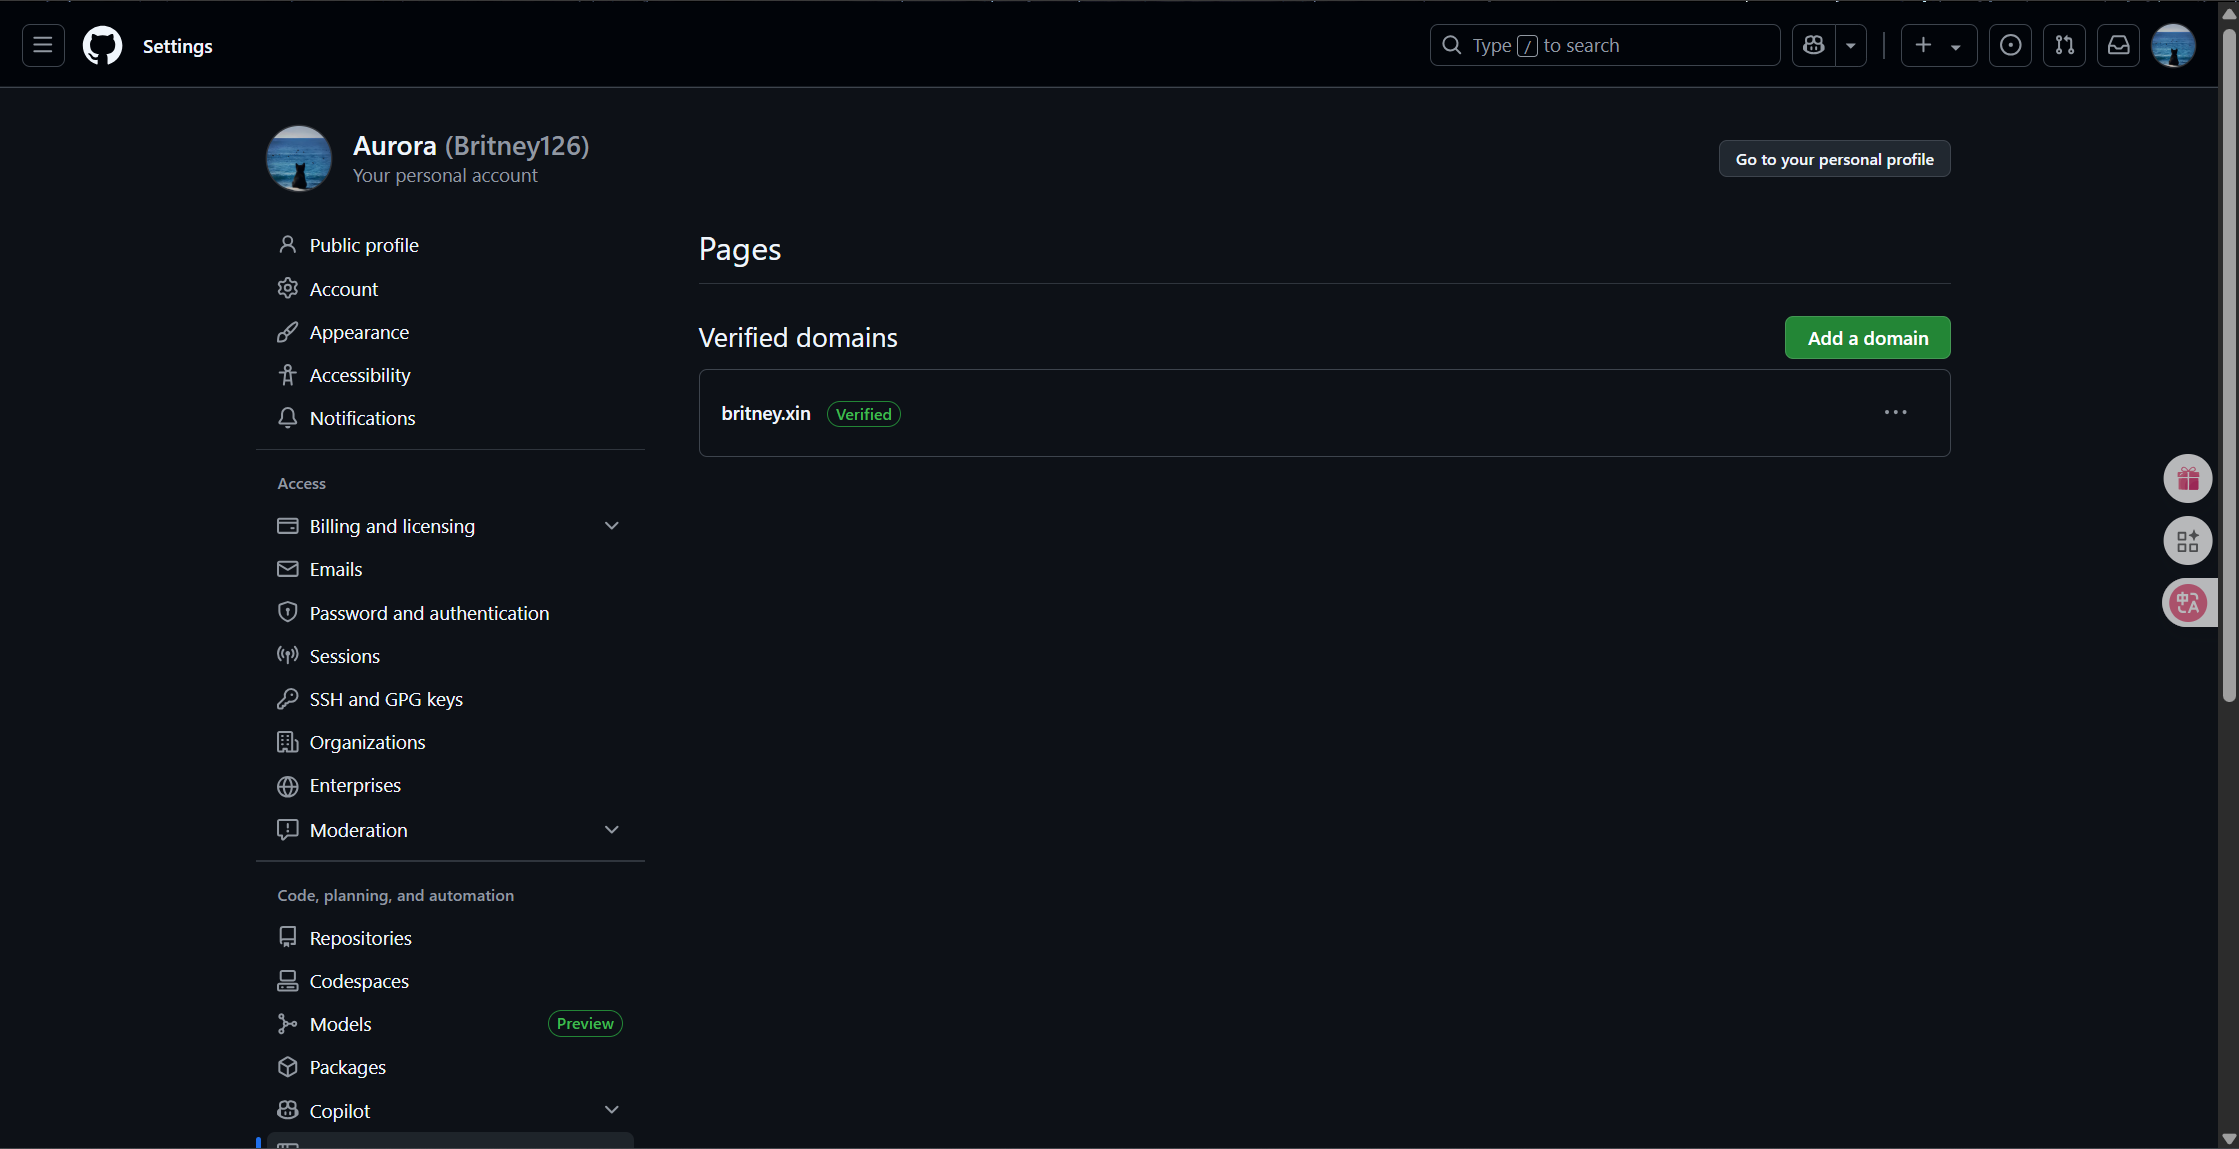 Settings
Type / to search
Aurora (Britney126)
Your personal account
Go to your personal profile
Public profile
Account
Appearance
Accessibility
Notifications
Access
Billing and licensing
Emails
Password and authentication
Sessions
SSH and GPG keys
Organizations
Enterprises
Moderation
Code, planning, and automation
Repositories
Codespaces
Models Preview
Packages
Copilot
Pages
Verified domains
Add a domain
britney.xin Verified
中A